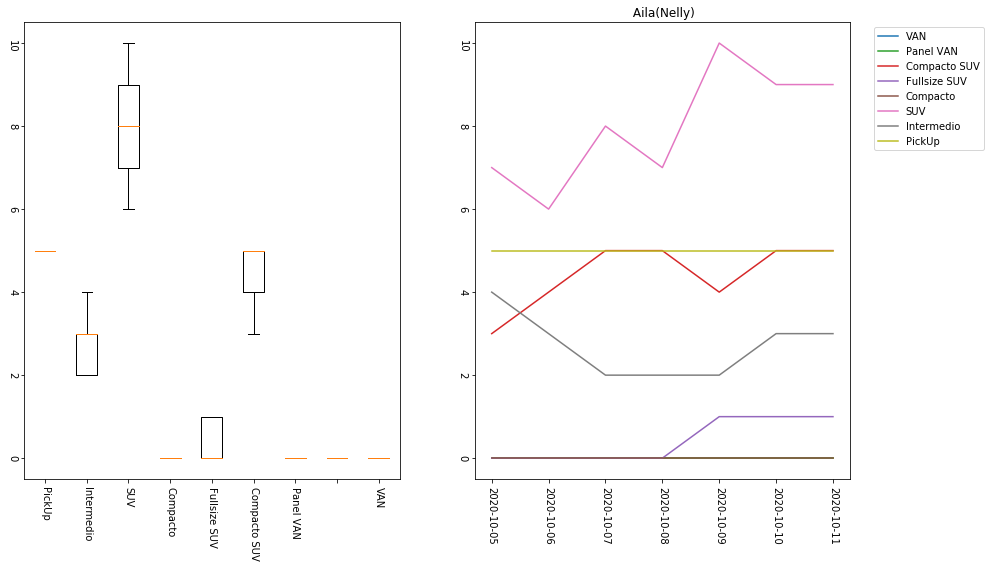 10
8
6
4
2
0
PickUp
Intermedio
SUV
Compacto
Fullsize SUV
Compacto SUV
Panel VAN
VAN
Aila(Nelly)
10
8
6
4
2
0
2020-10-05
2020-10-06
2020-10-07
2020-10-08
2020-10-09
2020-10-10
2020-10-11
VAN
Panel VAN
Compacto SUV
Fullsize SUV
Compacto
SUV
Intermedio
PickUp